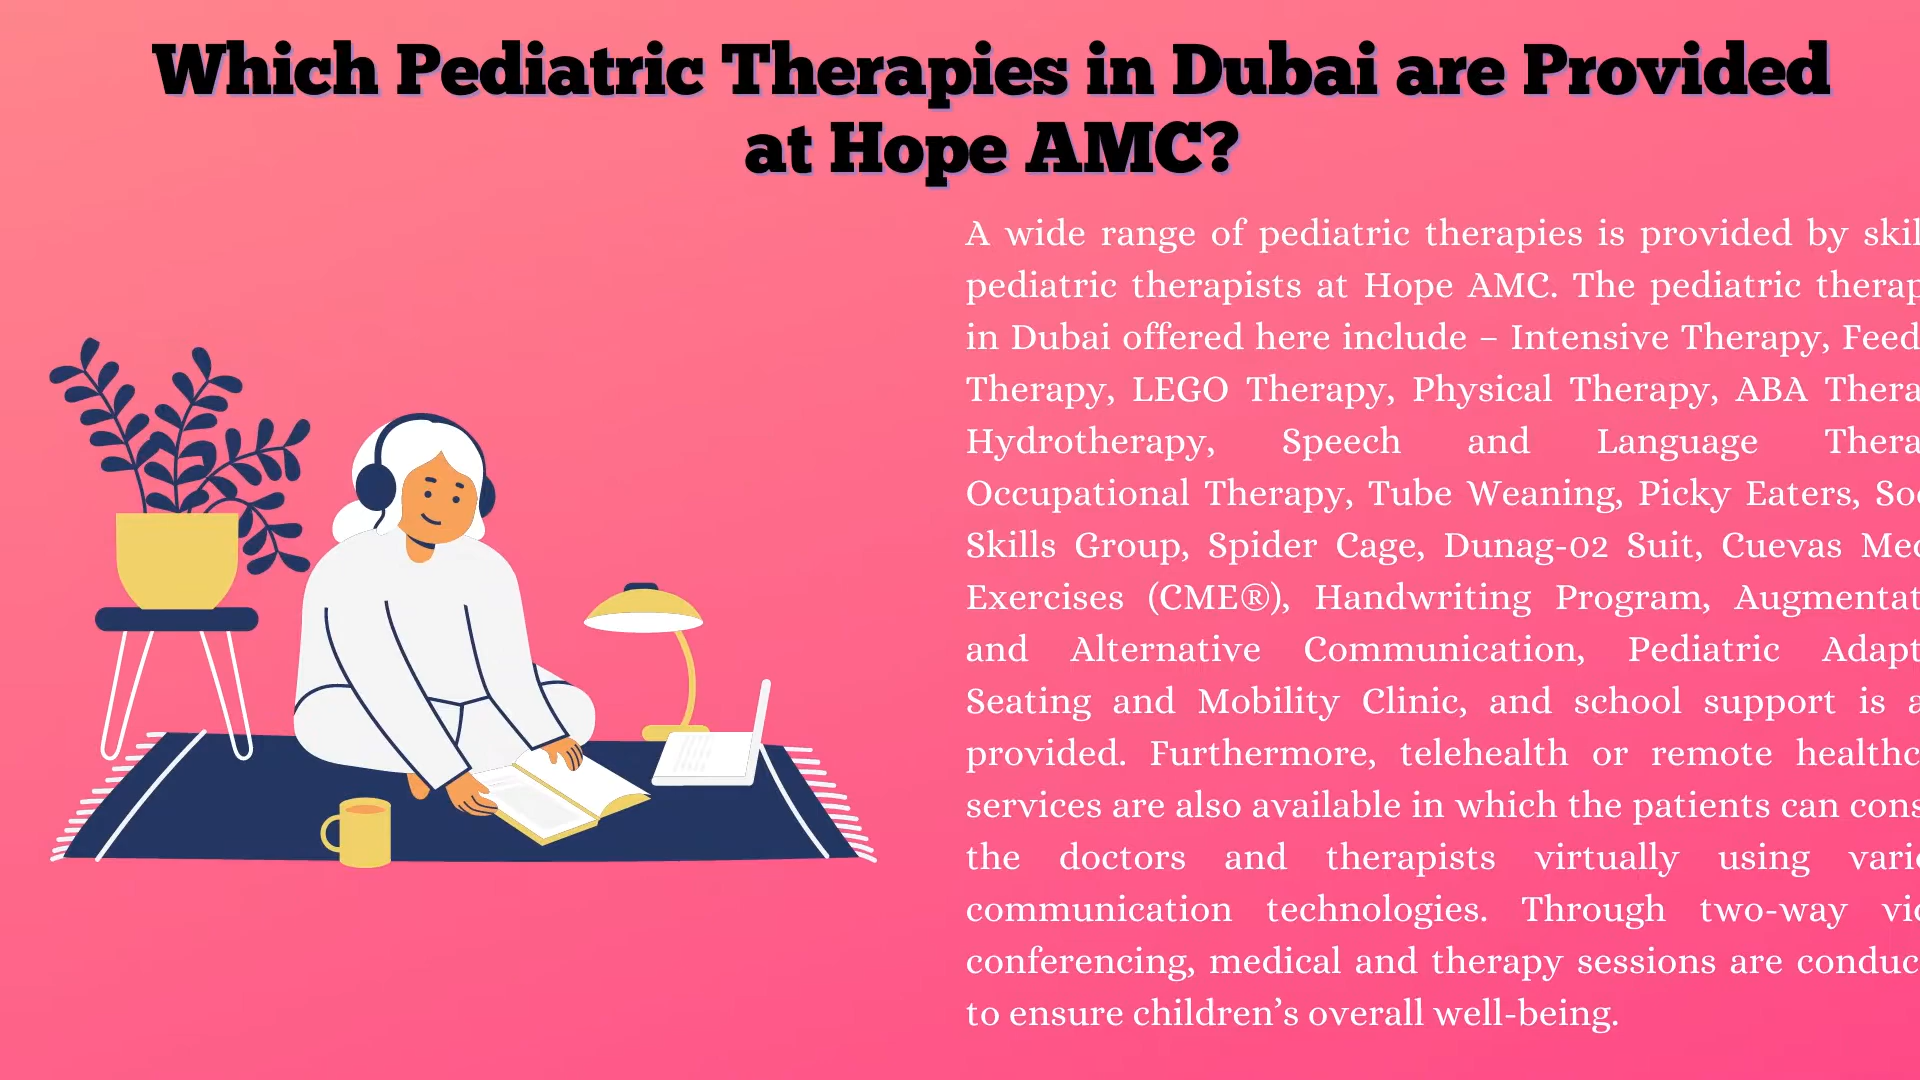 Which Pediatric Therapies in Dubai are Provided
at Hope AMC?
A wide range of pediatric therapies is provided by skil
pediatric therapists at Hope AMC. The pediatric therap
in Dubai offered here include – Intensive Therapy, Feed
Therapy, LEGO Therapy, Physical Therapy, ABA Thera
Hydrotherapy, Speech and Language Thera
Occupational Therapy, Tube Weaning, Picky Eaters, So
Skills Group, Spider Cage, Dunag-02 Suit, Cuevas Me
Exercises (CME®), Handwriting Program, Augmentat
and Alternative Communication, Pediatric Adapt
Seating and Mobility Clinic, and school support is a
provided. Furthermore, telehealth or remote healthc
services are also available in which the patients can cons
the doctors and therapists virtually using vari
communication technologies. Through two-way vi
conferencing, medical and therapy sessions are conduc
to ensure children’s overall well-being.